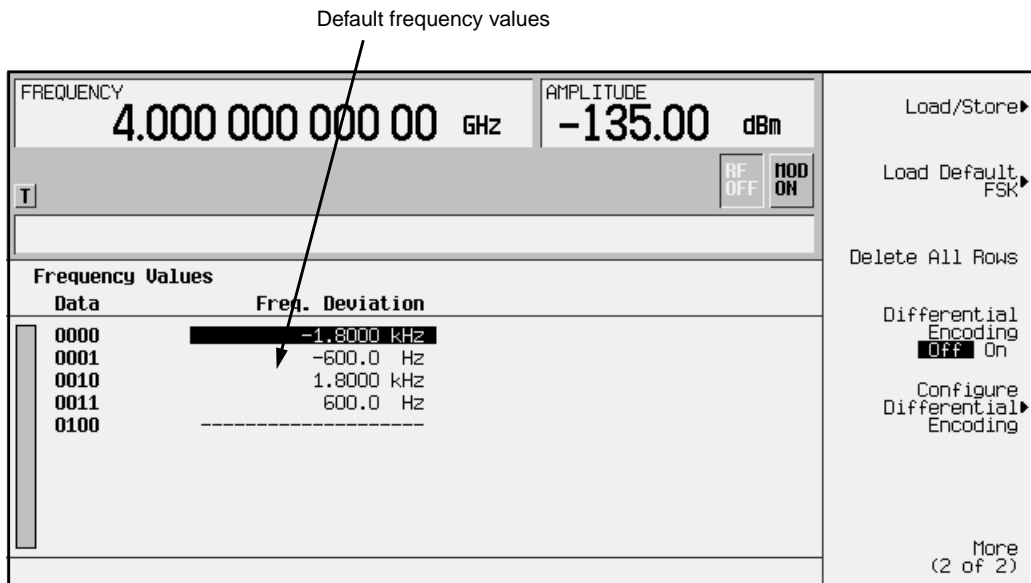 Default frequency values
FREQUENCY
4.000 000 000 00 GHz
AMPLITUDE
-135.00 dBm
RF
OFF
MOD
ON
T
Frequency Values
Data Freq. Deviation
0000 -1.8000 kHz
0001 -600.0 Hz
0010 1.8000 kHz
0011 600.0 Hz
0100 --------------------
Load/Store
Load Default
FSK
Delete All Rows
Differential
Encoding
Off On
Configure
Differential
Encoding
More
(2 of 2)